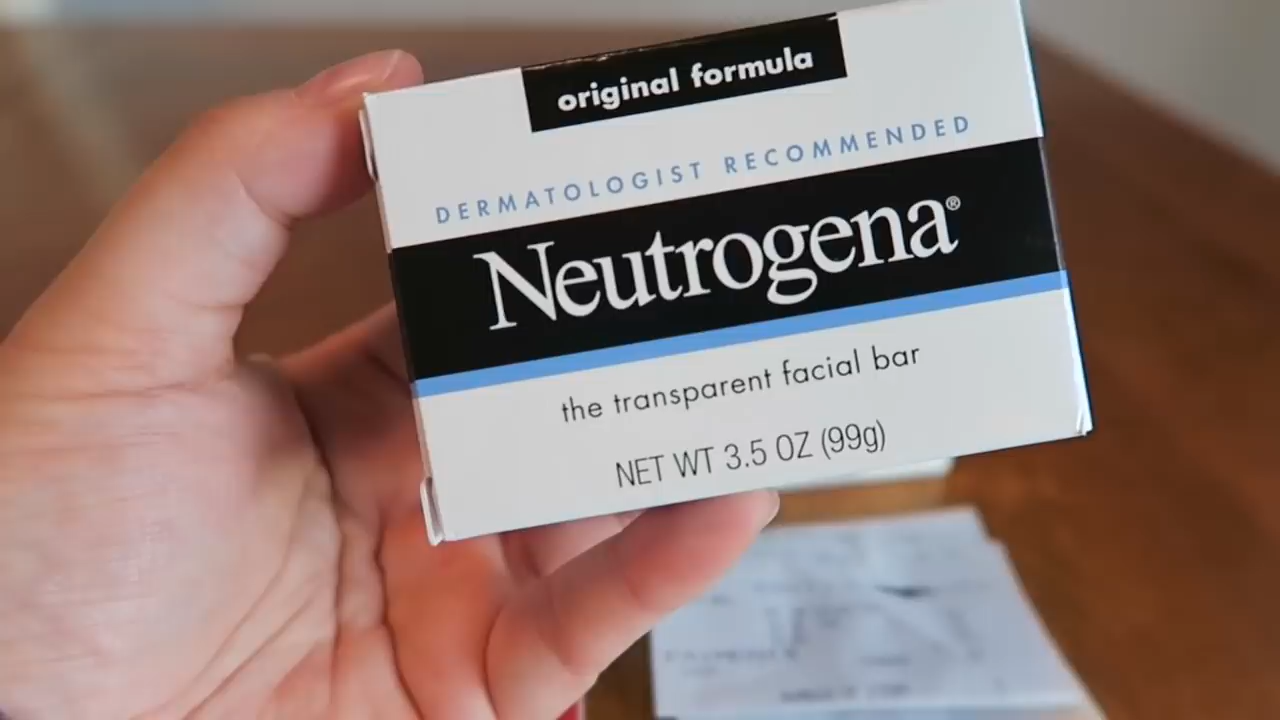 original formula
DERMATOLOGIST RECOMMENDED
Neutrogena®
the transparent facial bar
NET WT 3.5 OZ (99g)